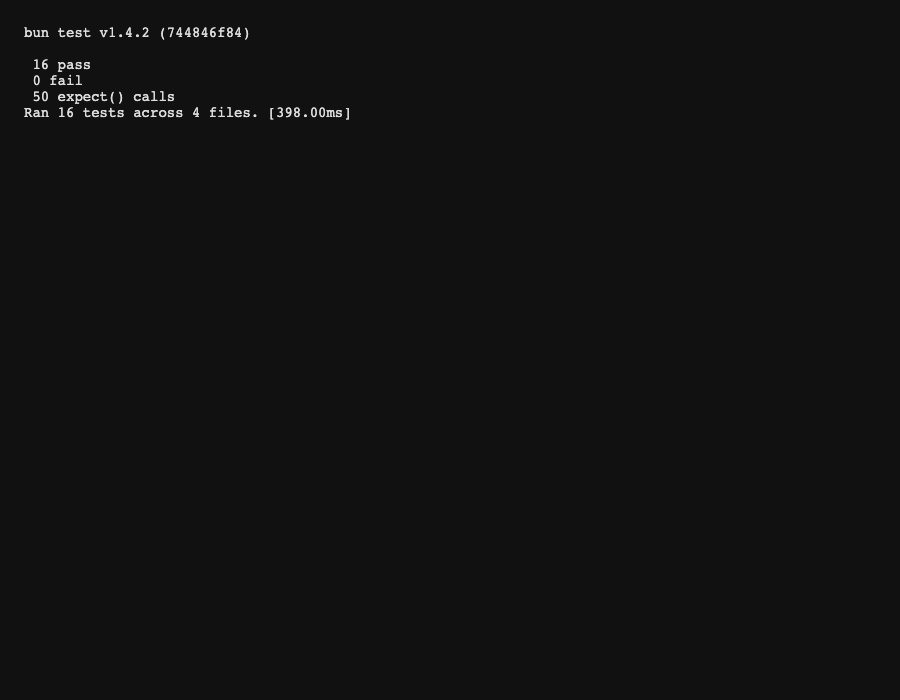 bun test v1.4.2 (744846f84)
16 pass
0 fail
50 expect() calls
Ran 16 tests across 4 files. [398.00ms]